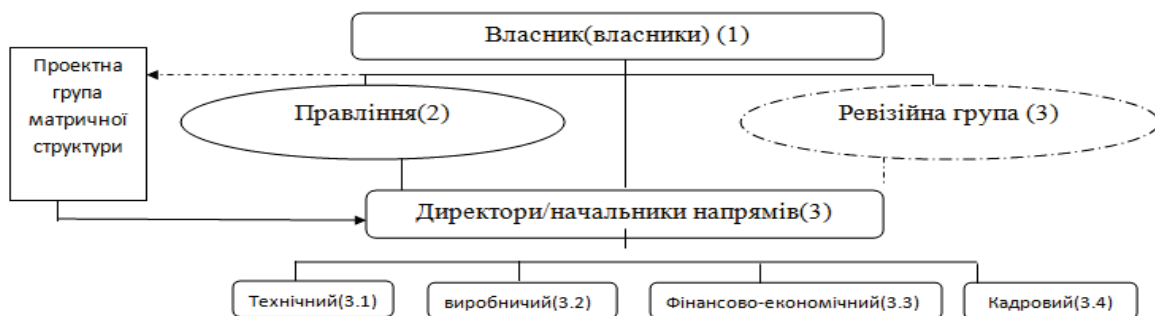 Власник(власники) (1)
Проектна
група
матричної
структури
Правління(2)
Ревізійна група (3)
Директори/начальники напрямів(3)
Технічний(3.1)
виробничий(3.2)
Фінансово-економічний(3.3)
Кадровий(3.4)